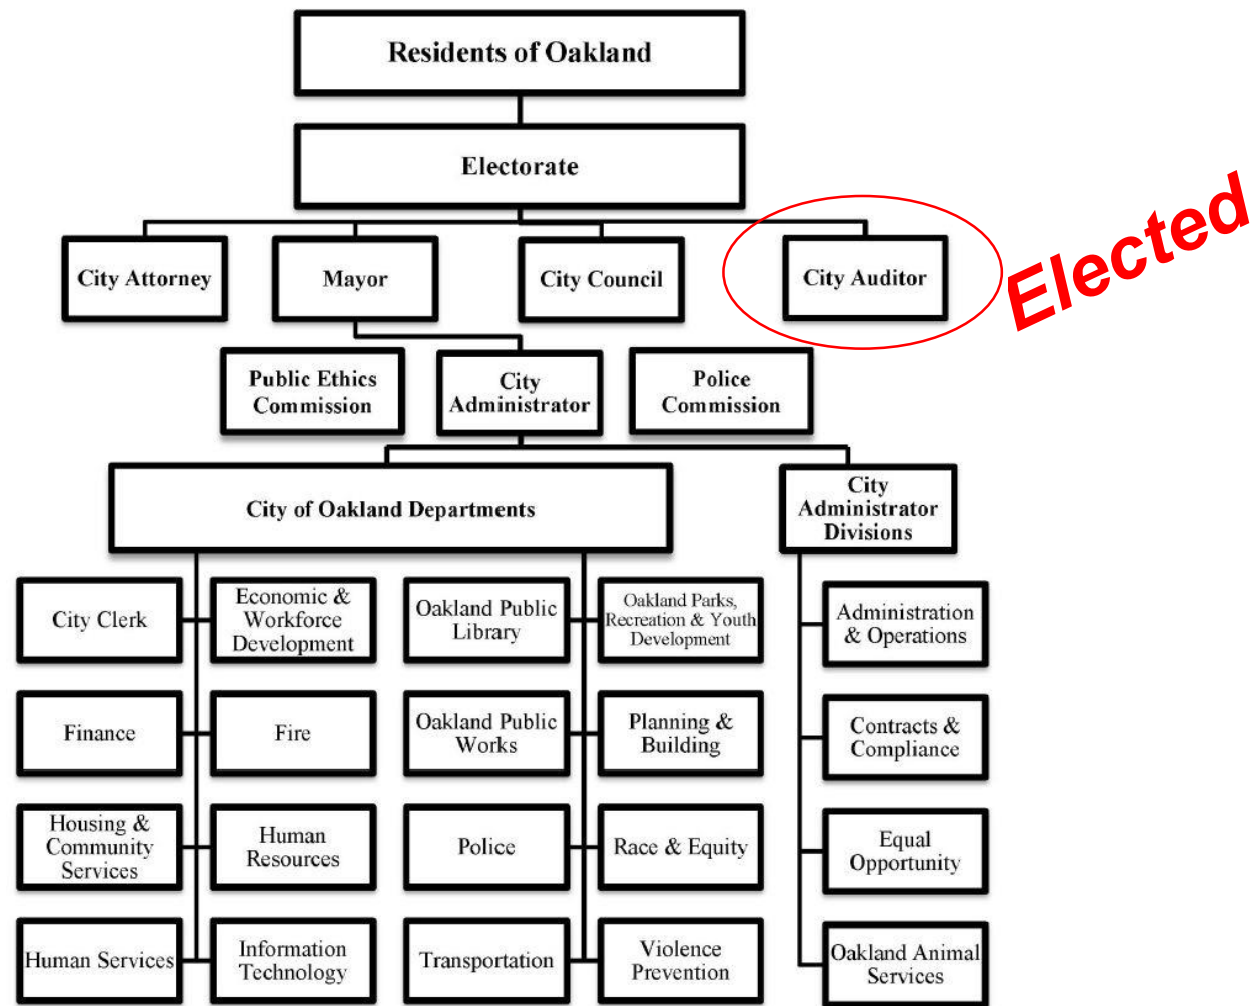 Residents of Oakland
Electorate
City Attorney
Mayor
City Council
City Auditor
Elected
Public Ethics
Commission
City
Administrator
Police
Commission
City of Oakland Departments
City
Administrator
Divisions
City Clerk
Economic &
Workforce
Development
Oakland Public
Library
Oakland Parks,
Recreation & Youth
Development
Administration
& Operations
Finance
Fire
Oakland Public
Works
Planning &
Building
Contracts &
Compliance
Housing &
Community
Services
Human
Resources
Police
Race & Equity
Equal
Opportunity
Human Services
Information
Technology
Transportation
Violence
Prevention
Oakland Animal
Services